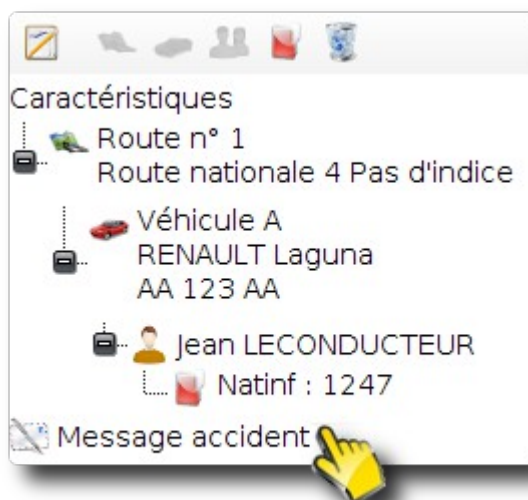 Caractéristiques
Route n° 1
Route nationale 4 Pas d'indice
Véhicule A
RENAULT Laguna
AA 123 AA
Jean LECONDUCTEUR
Natinf : 1247
Message accident